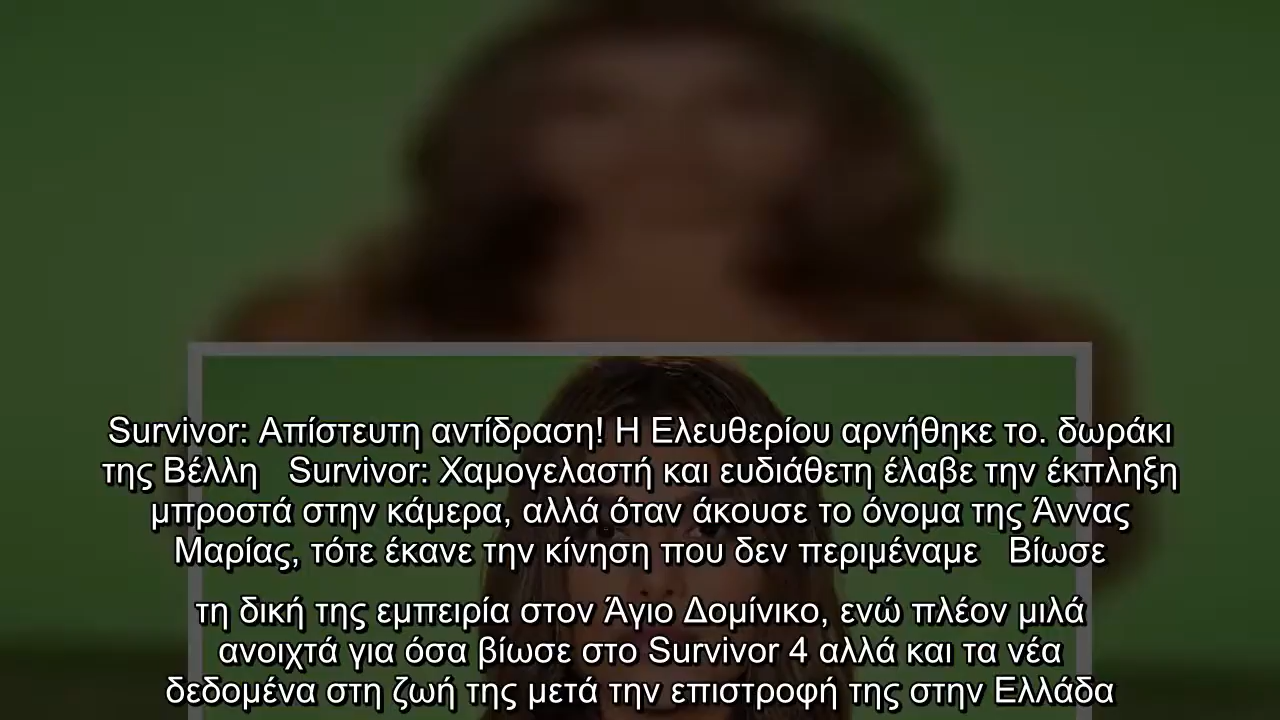 Survivor: Απίστευτη αντίδραση! Η Ελευθερίου αρνήθηκε το. δωράκι
της Βέλλη   Survivor: Χαμογελαστή και ευδιάθετη έλαβε την έκπληξη
μπροστά στην κάμερα, αλλά όταν άκουσε το όνομα της Άννας
Μαρίας, τότε έκανε την κίνηση που δεν περιμέναμε   Βίωσε
τη δική της εμπειρία στον Άγιο Δομίνικο, ενώ πλέον μιλά
ανοιχτά για όσα βίωσε στο Survivor 4 αλλά και τα νέα
δεδομένα στη ζωή της μετά την επιστροφή της στην Ελλάδα